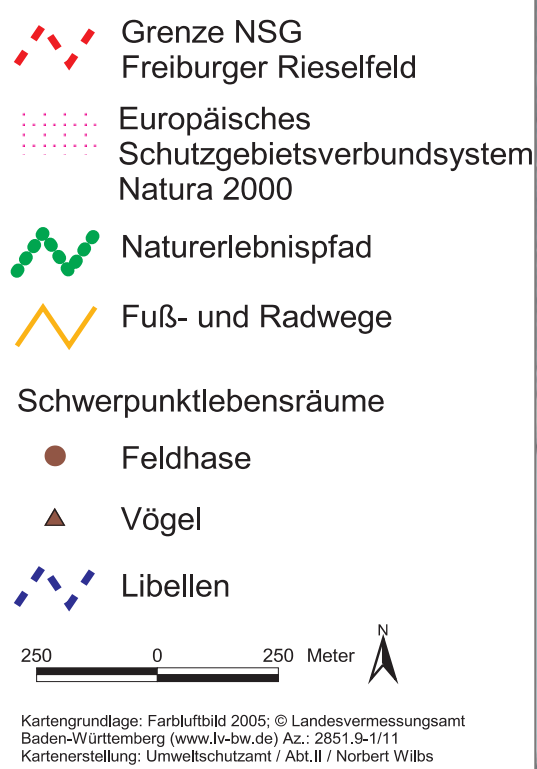 Grenze NSG
Freiburger Rieselfeld
Europäisches
Schutzgebietsverbundsystem
Natura 2000
Naturerlebnispfad
Fuß- und Radwege
Schwerpunktlebensräume
Feldhase
Vögel
Libellen
N
250 0 250 Meter
Kartengrundlage: Farbluftbild 2005; © Landesvermessungsamt
Baden-Württemberg (www.lv-bw.de) Az.: 2851.9-1/11
Kartenerstellung: Umweltschutzamt / Abt.II / Norbert Wilbs